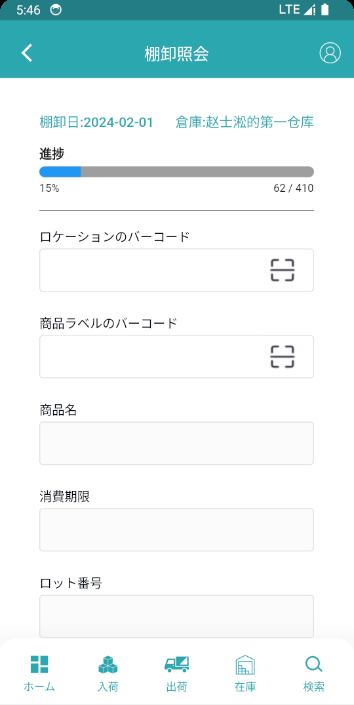 5:46 LTE
棚卸照会
棚卸日:2024-02-01 倉庫:赵士淞的第一仓库
進捗
15% 62 / 410
ロケーションのバーコード
商品ラベルのバーコード
商品名
消費期限
ロット番号
ホーム 入荷 出荷 在庫 検索